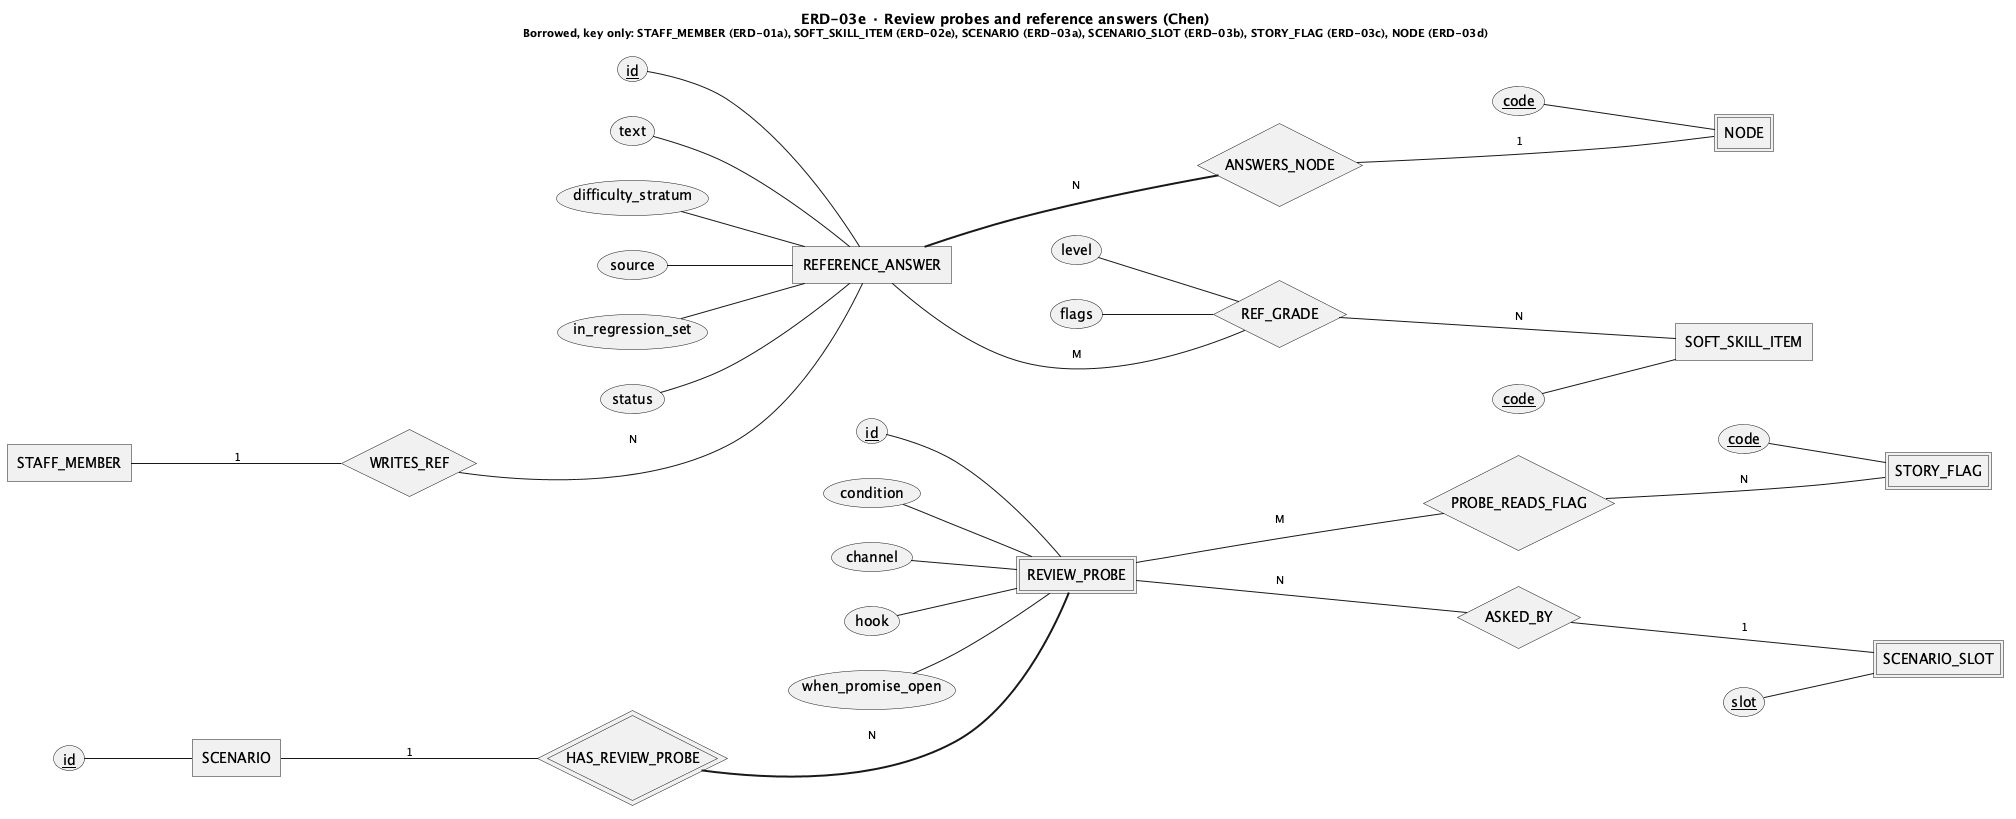 ERD-03e · Review probes and reference answers (Chen)
Borrowed, key only: STAFF_MEMBER (ERD-01a), SOFT_SKILL_ITEM (ERD-02e), SCENARIO (ERD-03a), SCENARIO_SLOT (ERD-03b), STORY_FLAG (ERD-03c), NODE (ERD-03d)
id
text
difficulty_stratum
source
in_regression_set
status
REFERENCE_ANSWER
N
ANSWERS_NODE
1
code
NODE
level
flags
M
REF_GRADE
N
SOFT_SKILL_ITEM
code
STAFF_MEMBER
1
WRITES_REF
N
id
condition
channel
hook
when_promise_open
REVIEW_PROBE
M
PROBE_READS_FLAG
N
code
STORY_FLAG
N
ASKED_BY
1
SCENARIO_SLOT
slot
id
SCENARIO
1
HAS_REVIEW_PROBE
N